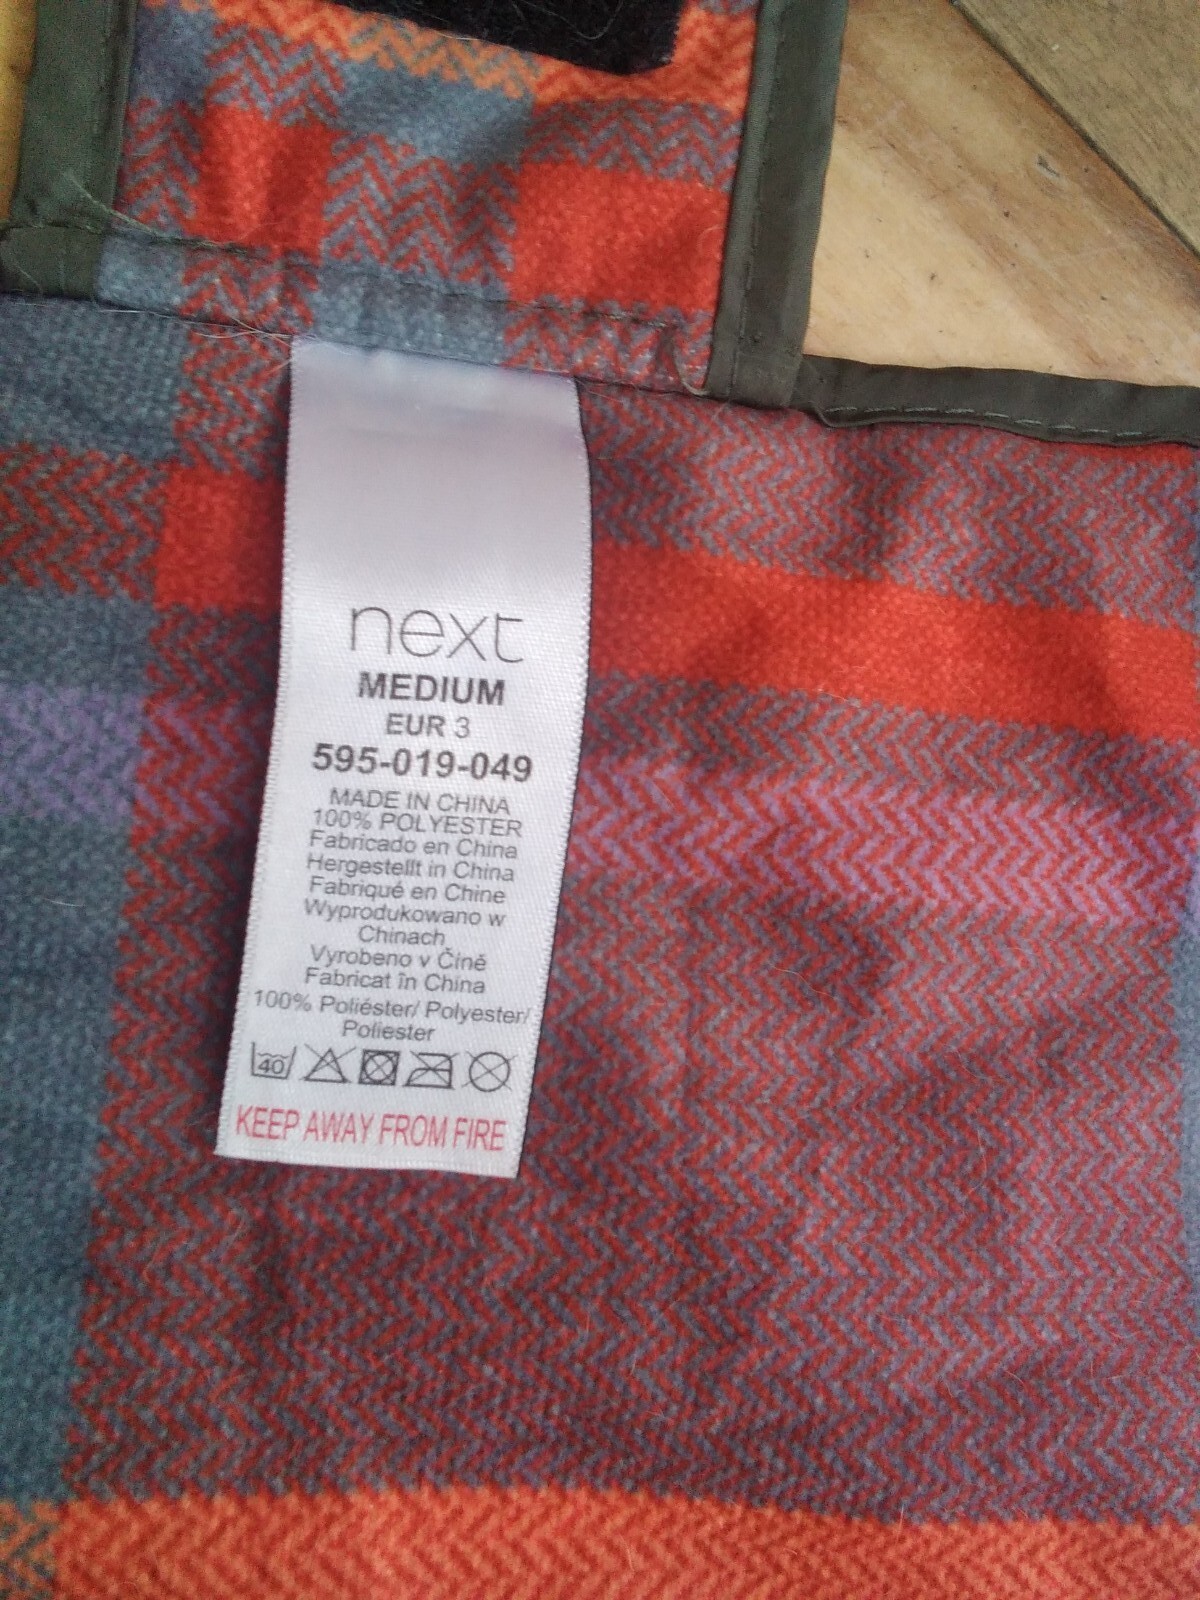 next
MEDIUM
EUR 3
595-019-049
MADE IN CHINA
100% POLYESTER
Fabricado en China
Hergestellt in China
Fabriqué en Chine
Wyprodukowano w
Chinach
Vyrobeno v Čině
Fabricat în China
100% Poliéster/ Polyester/
Poliester
40
KEEP AWAY FROM FIRE